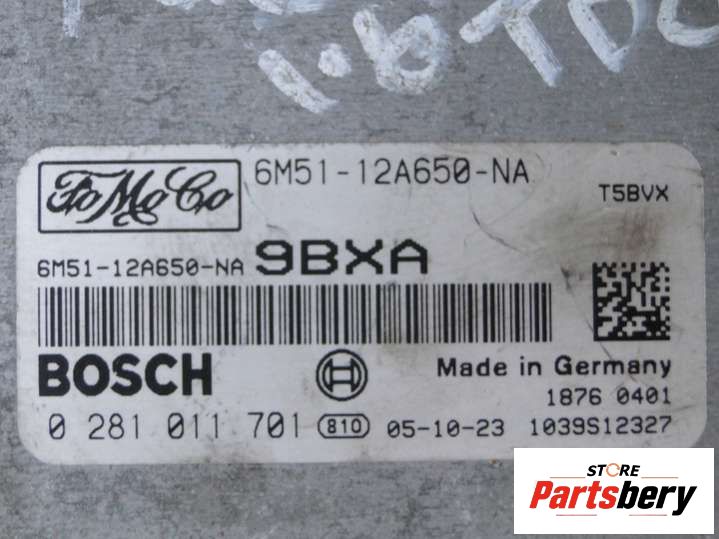 1.6 TDC
FoMoCo
6M51-12A650-NA
T5BVX
6M51-12A650-NA 9BXA
BOSCH
Made in Germany
1876 0401
0 281 011 701 810 05-10-23 1039S12327
STORE
Partsbery